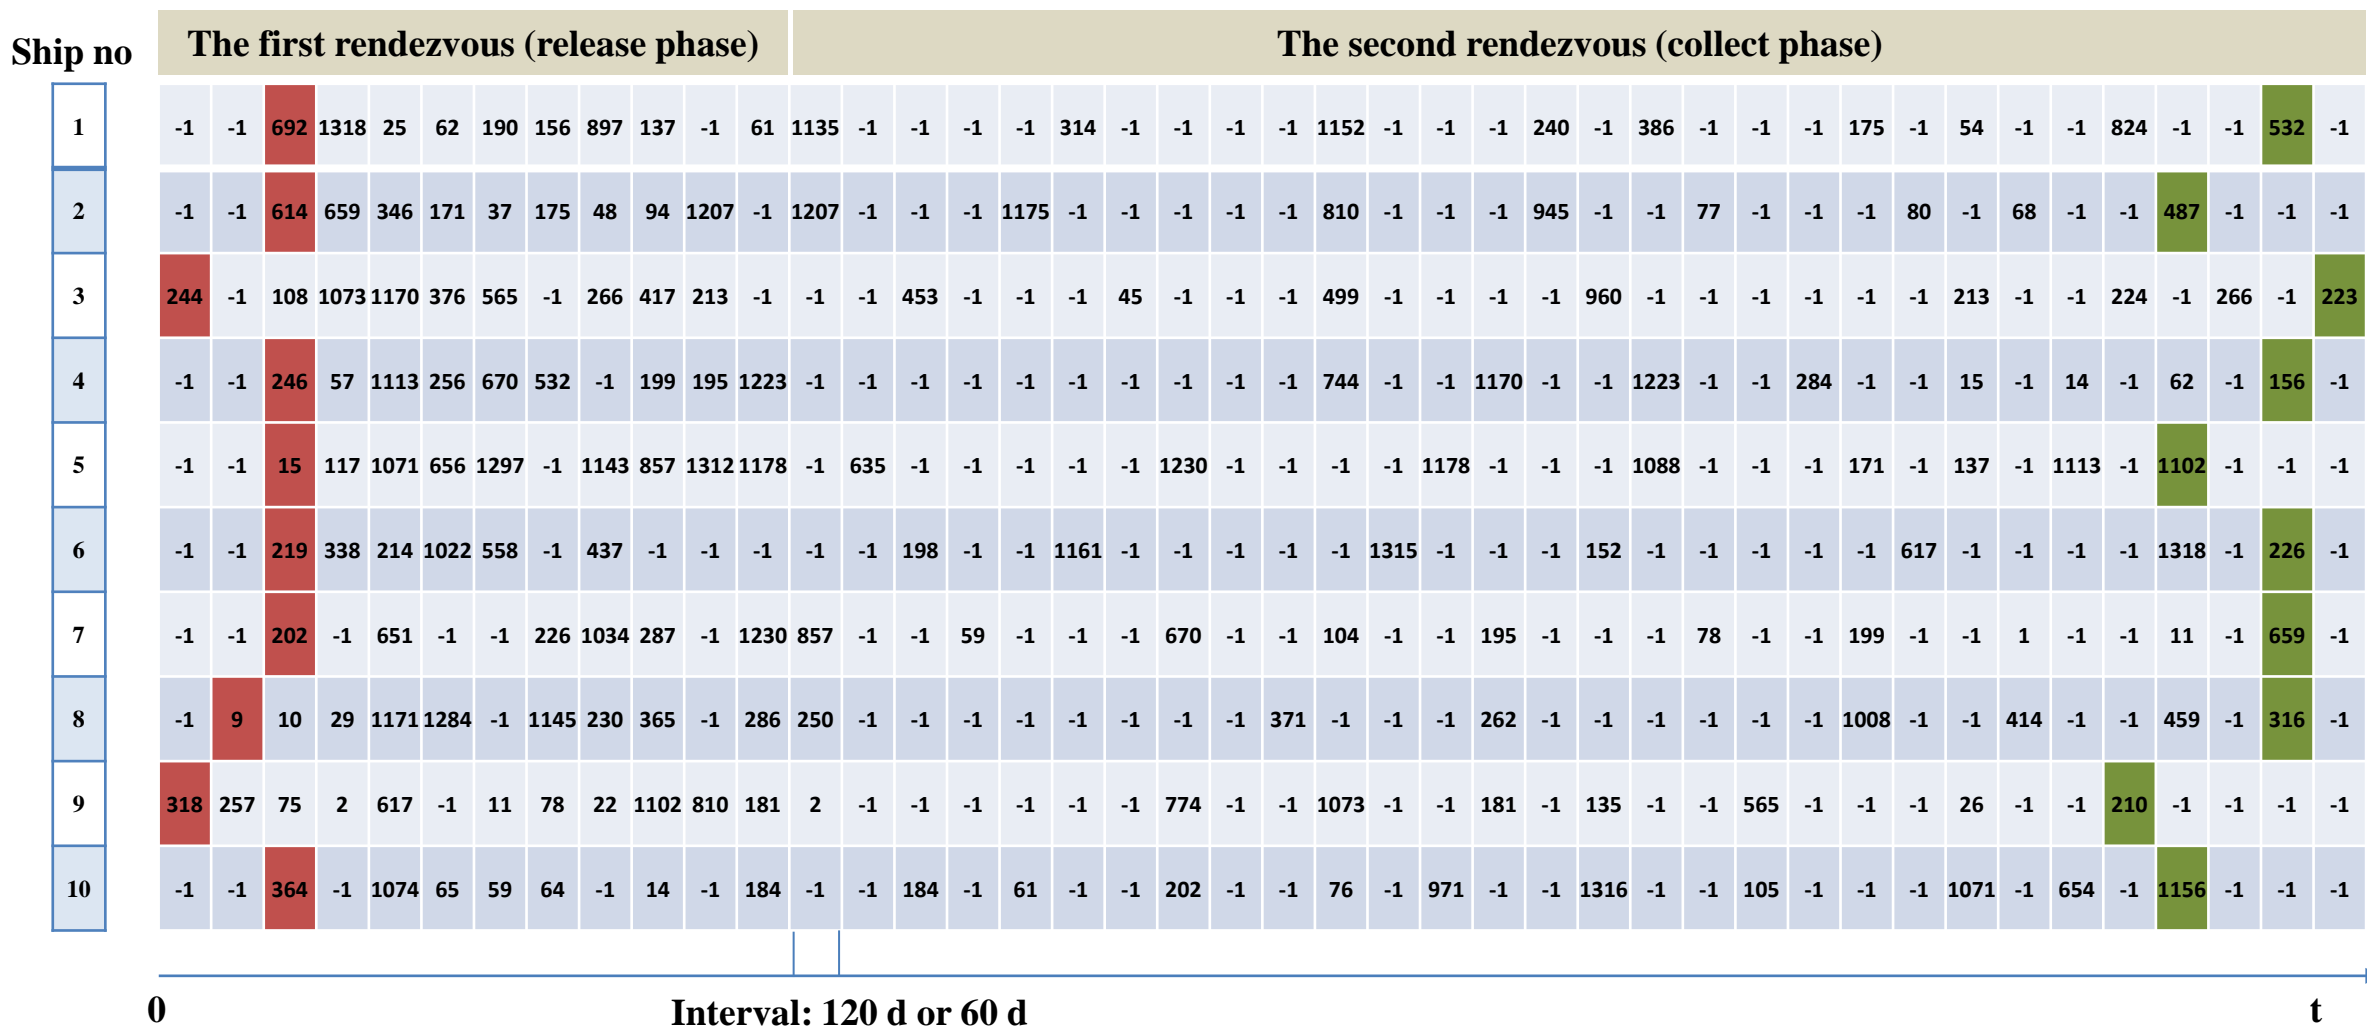 Ship no The first rendezvous (release phase) The second rendezvous (collect phase)
1 -1 -1 692 1318 25 62 190 156 897 137 -1 61 1135 -1 -1 -1 -1 314 -1 -1 -1 -1 1152 -1 -1 -1 240 -1 386 -1 -1 -1 175 -1 54 -1 -1 824 -1 -1 532 -1
2 -1 -1 614 659 346 171 37 175 48 94 1207 -1 1207 -1 -1 -1 1175 -1 -1 -1 -1 -1 810 -1 -1 -1 945 -1 -1 77 -1 -1 -1 80 -1 68 -1 -1 487 -1 -1 -1
3 244 -1 108 1073 1170 376 565 -1 266 417 213 -1 -1 -1 453 -1 -1 -1 45 -1 -1 -1 499 -1 -1 -1 -1 960 -1 -1 -1 -1 -1 -1 213 -1 -1 224 -1 266 -1 223
4 -1 -1 246 57 1113 256 670 532 -1 199 195 1223 -1 -1 -1 -1 -1 -1 -1 -1 -1 -1 744 -1 -1 1170 -1 -1 1223 -1 -1 284 -1 -1 15 -1 14 -1 62 -1 156 -1
5 -1 -1 15 117 1071 656 1297 -1 1143 857 1312 1178 -1 635 -1 -1 -1 -1 -1 1230 -1 -1 -1 -1 1178 -1 -1 -1 1088 -1 -1 -1 171 -1 137 -1 1113 -1 1102 -1 -1 -1
6 -1 -1 219 338 214 1022 558 -1 437 -1 -1 -1 -1 -1 198 -1 -1 1161 -1 -1 -1 -1 -1 1315 -1 -1 -1 152 -1 -1 -1 -1 -1 617 -1 -1 -1 -1 1318 -1 226 -1
7 -1 -1 202 -1 651 -1 -1 226 1034 287 -1 1230 857 -1 -1 59 -1 -1 -1 670 -1 -1 104 -1 -1 195 -1 -1 -1 78 -1 -1 199 -1 -1 1 -1 -1 11 -1 659 -1
8 -1 9 10 29 1171 1284 -1 1145 230 365 -1 286 250 -1 -1 -1 -1 -1 -1 -1 -1 371 -1 -1 -1 262 -1 -1 -1 -1 -1 -1 1008 -1 -1 414 -1 -1 459 -1 316 -1
9 318 257 75 2 617 -1 11 78 22 1102 810 181 2 -1 -1 -1 -1 -1 -1 774 -1 -1 1073 -1 -1 181 -1 135 -1 -1 565 -1 -1 -1 26 -1 -1 210 -1 -1 -1 -1
10 -1 -1 364 -1 1074 65 59 64 -1 14 -1 184 -1 -1 184 -1 61 -1 -1 202 -1 -1 76 -1 971 -1 -1 1316 -1 -1 105 -1 -1 -1 1071 -1 654 -1 1156 -1 -1 -1
0 Interval: 120 d or 60 d t